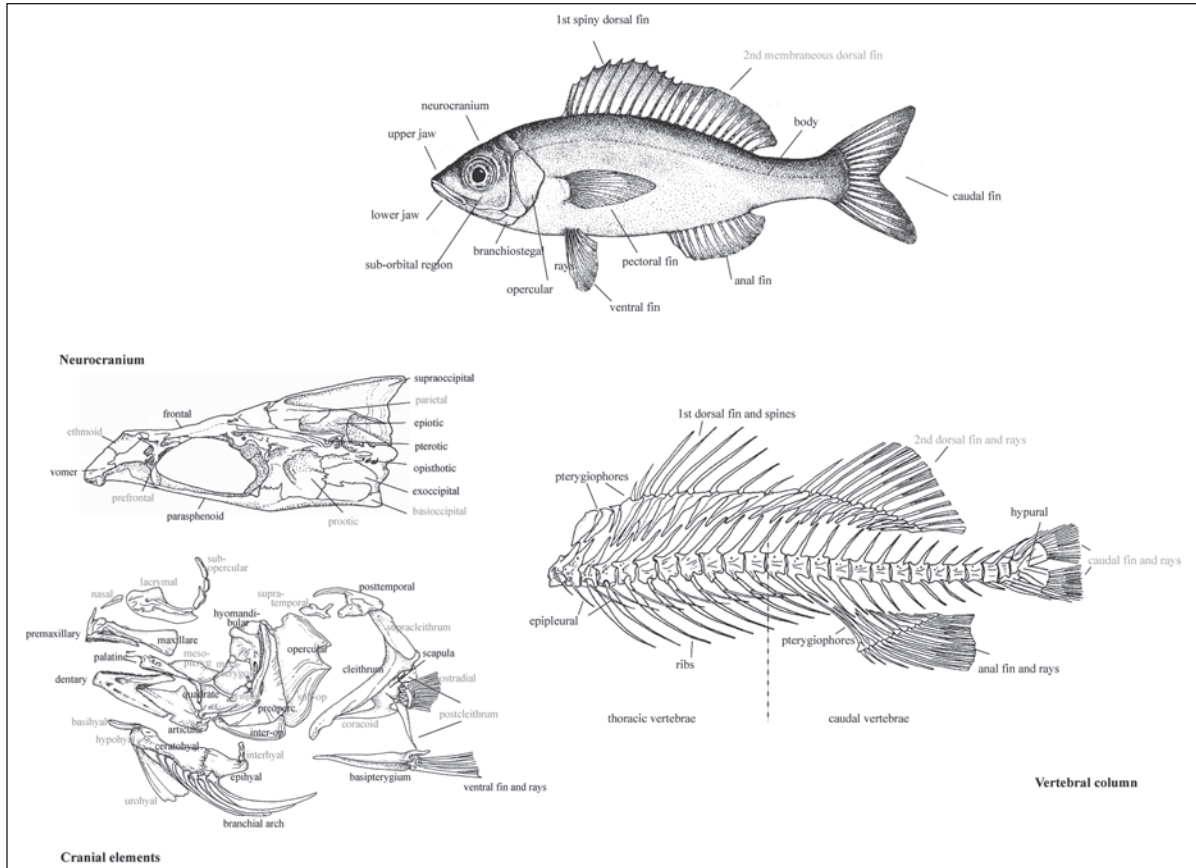 1st spiny dorsal fin
2nd membraneous dorsal fin
neurocranium
body
upper jaw
caudal fin
lower jaw
branchiostegal
rays
sub-orbital region
pectoral fin
anal fin
opercular
ventral fin
Neurocranium
supraoccipital
parietal
frontal
epiotic
ethmoid
pterotic
vomer
opisthotic
prefrontal
exoccipital
parasphenoid
prootic
basioccipital
1st dorsal fin and spines
2nd dorsal fin and rays
pterygiophores
hypural
caudal fin and rays
epipleural
pterygiophores
ribs
anal fin and rays
thoracic vertebrae
caudal vertebrae
Vertebral column
sub-
opercular
lacrymal
nasal
supra-
temporal
posttemporal
hyomandi-
bular
premaxillary
maxillare
supracleithrum
opercular
palatine
meso-
pteryg
cleithrum
scapula
dentary
quadrate
sub-op
postcleithrum
preoperc.
basihyal
articular
inter-op
coracoid
hypohyal
ceratohyal
interhyal
epihyal
basipterygium
urohyal
ventral fin and rays
branchial arch
Cranial elements